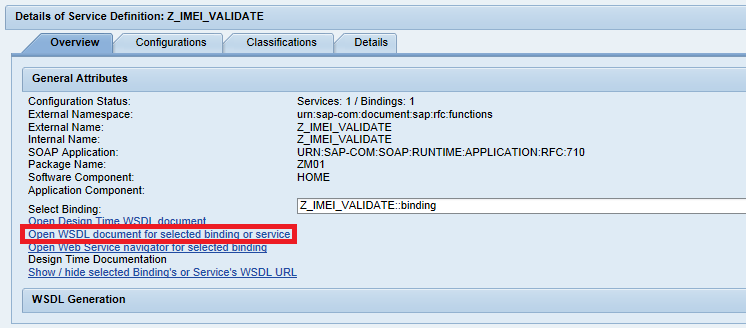 Details of Service Definition: Z_IMEI_VALIDATE
Overview Configurations Classifications Details
General Attributes
Configuration Status: Services: 1 / Bindings: 1
External Namespace: urn:sap-com:document:sap:rfc:functions
External Name: Z_IMEI_VALIDATE
Internal Name: Z_IMEI_VALIDATE
SOAP Application: URN:SAP-COM:SOAP:RUNTIME:APPLICATION:RFC:710
Package Name: ZM01
Software Component: HOME
Application Component:
Select Binding: Z_IMEI_VALIDATE::binding
Open Design Time WSDL document
Open WSDL document for selected binding or service
Open Web Service navigator for selected binding
Design Time Documentation
Show / hide selected Binding's or Service's WSDL URL
WSDL Generation